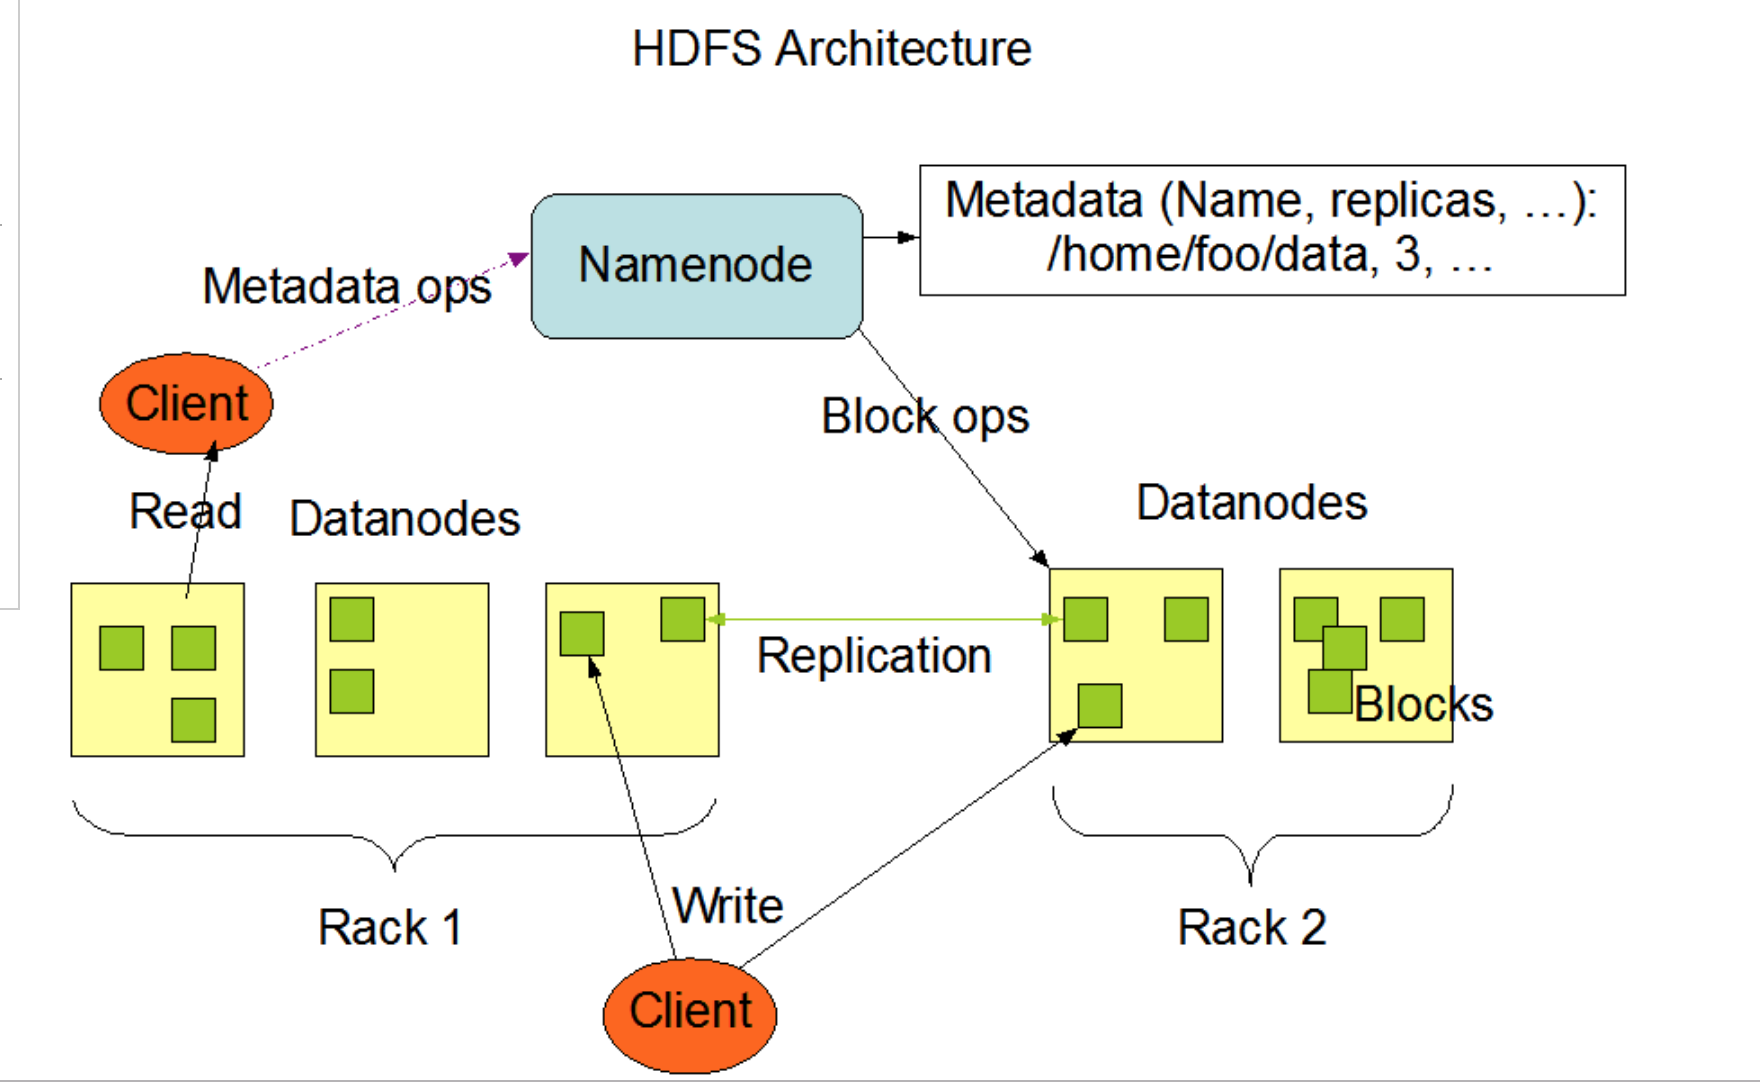 HDFS Architecture
Metadata (Name, replicas, …):
/home/foo/data, 3, …
Namenode
Metadata ops
Client
Block ops
Read
Datanodes
Datanodes
Replication
Blocks
Rack 1
Write
Rack 2
Client